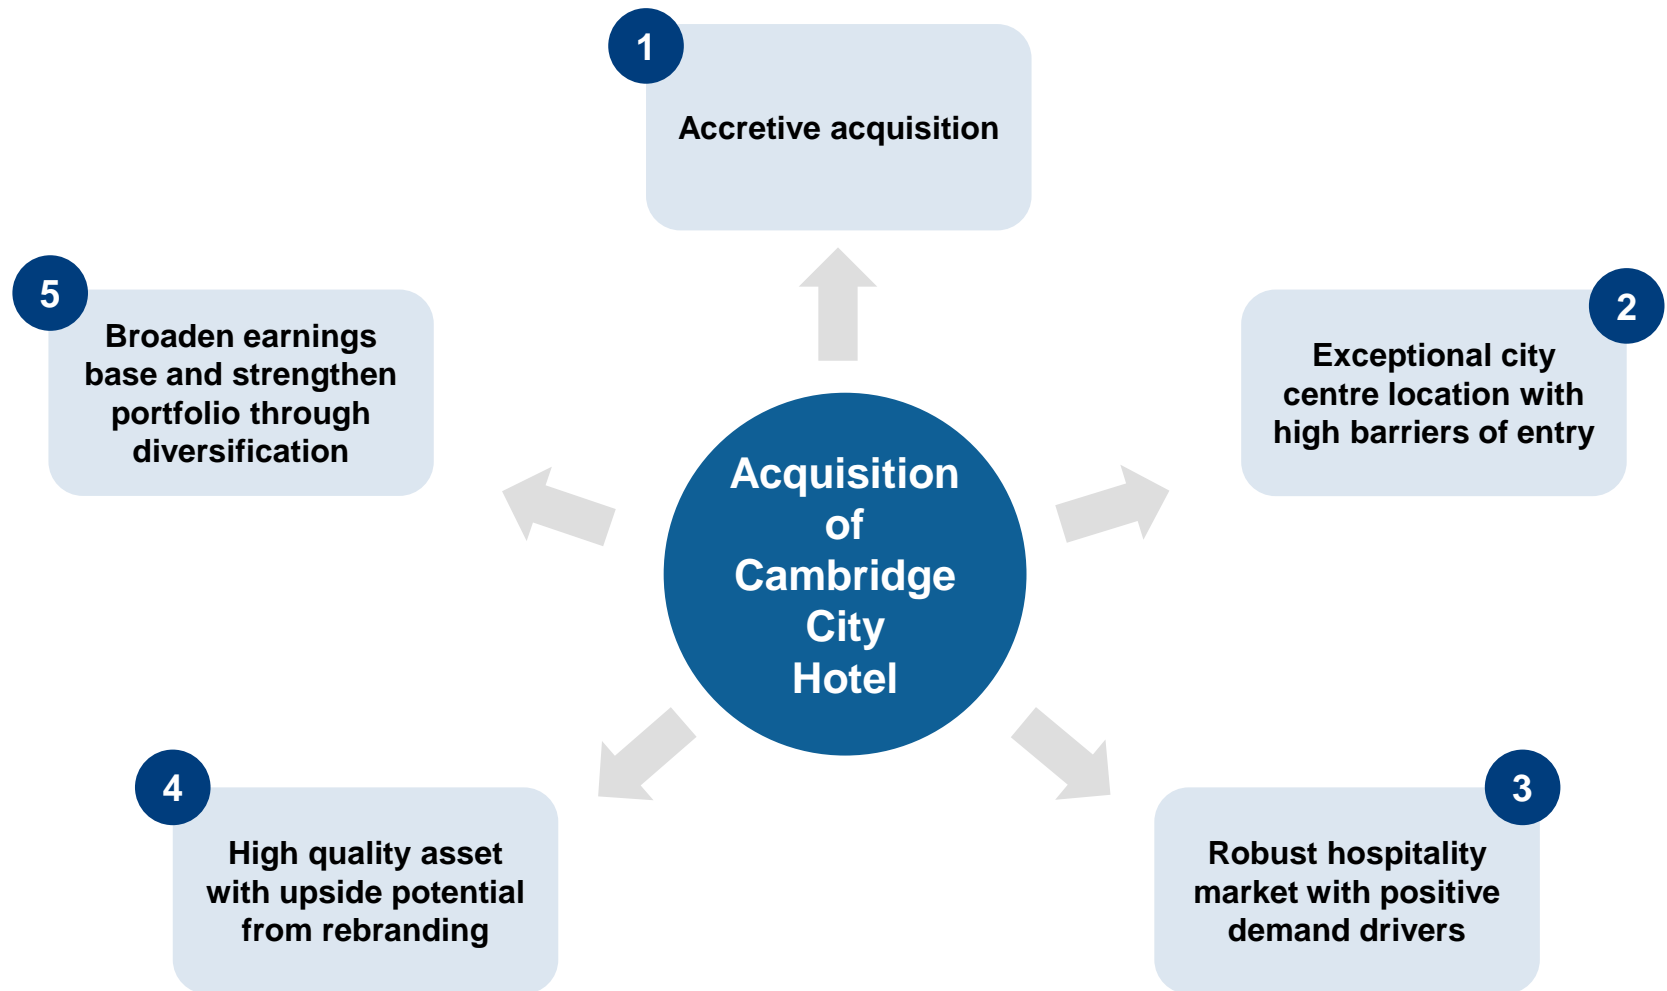 1
Accretive acquisition
2
Exceptional city
centre location with
high barriers of entry
3
Robust hospitality
market with positive
demand drivers
4
High quality asset
with upside potential
from rebranding
5
Broaden earnings
base and strengthen
portfolio through
diversification
Acquisition
of
Cambridge
City
Hotel